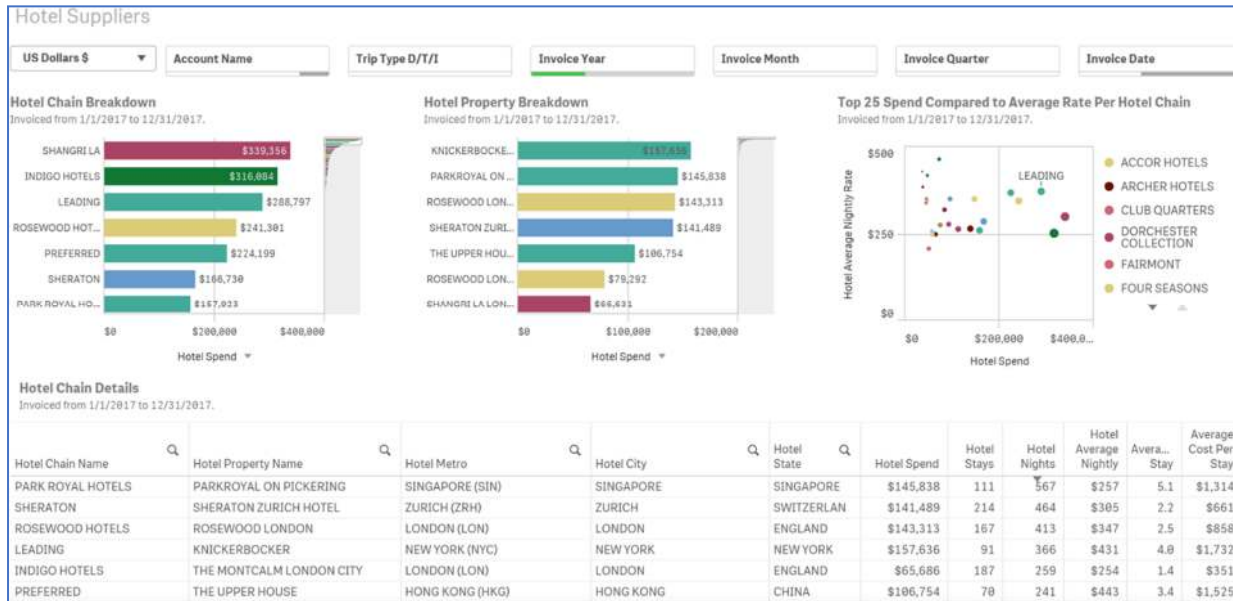 Hotel Suppliers
US Dollars $ Account Name Trip Type D/T/I Invoice Year Invoice Month Invoice Quarter Invoice Date
Hotel Chain Breakdown
Invoiced from 1/1/2017 to 12/31/2017.
SHANGRI LA $339,356
INDIGO HOTELS $316,084
LEADING $288,797
ROSEWOOD HOT... $241,301
PREFERRED $224,199
SHERATON $166,730
PARK ROYAL HO... $157,023
$0 $200,000 $400,000
Hotel Spend
Hotel Property Breakdown
Invoiced from 1/1/2017 to 12/31/2017.
KNICKERBOCKE... $157,636
PARKROYAL ON ... $145,838
ROSEWOOD LON... $143,313
SHERATON ZURI... $141,489
THE UPPER HOU... $106,754
ROSEWOOD LON... $79,292
SHANGRI LA LON... $66,631
$0 $100,000 $200,000
Hotel Spend
Top 25 Spend Compared to Average Rate Per Hotel Chain
Invoiced from 1/1/2017 to 12/31/2017.
Hotel Average Nightly Rate
$500
$250
$0
LEADING
$0 $200,000 $400,0...
Hotel Spend
ACCOR HOTELS
ARCHER HOTELS
CLUB QUARTERS
DORCHESTER
COLLECTION
FAIRMONT
FOUR SEASONS
Hotel Chain Details
Invoiced from 1/1/2017 to 12/31/2017.
Hotel Chain Name Hotel Property Name Hotel Metro Hotel City Hotel State Hotel Spend Hotel Stays Hotel Nights Hotel Average Nightly Avera... Stay Average Cost Per Stay
PARK ROYAL HOTELS PARKROYAL ON PICKERING SINGAPORE (SIN) SINGAPORE SINGAPORE $145,838 111 567 $257 5.1 $1,314
SHERATON SHERATON ZURICH HOTEL ZURICH (ZRH) ZURICH SWITZERLAN $141,489 214 464 $305 2.2 $661
ROSEWOOD HOTELS ROSEWOOD LONDON LONDON (LON) LONDON ENGLAND $143,313 167 413 $347 2.5 $858
LEADING KNICKERBOCKER NEW YORK (NYC) NEW YORK NEW YORK $157,636 91 366 $431 4.0 $1,732
INDIGO HOTELS THE MONTCALM LONDON CITY LONDON (LON) LONDON ENGLAND $65,686 187 259 $254 1.4 $351
PREFERRED THE UPPER HOUSE HONG KONG (HKG) HONG KONG CHINA $106,754 70 241 $443 3.4 $1,525